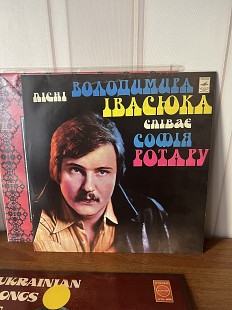 ПІСНІ
ВОЛОДИМИРА
ІВАСЮКА
СПІВАЄ
СОФІЯ
РОТАРУ
UKRAINIAN
SONGS